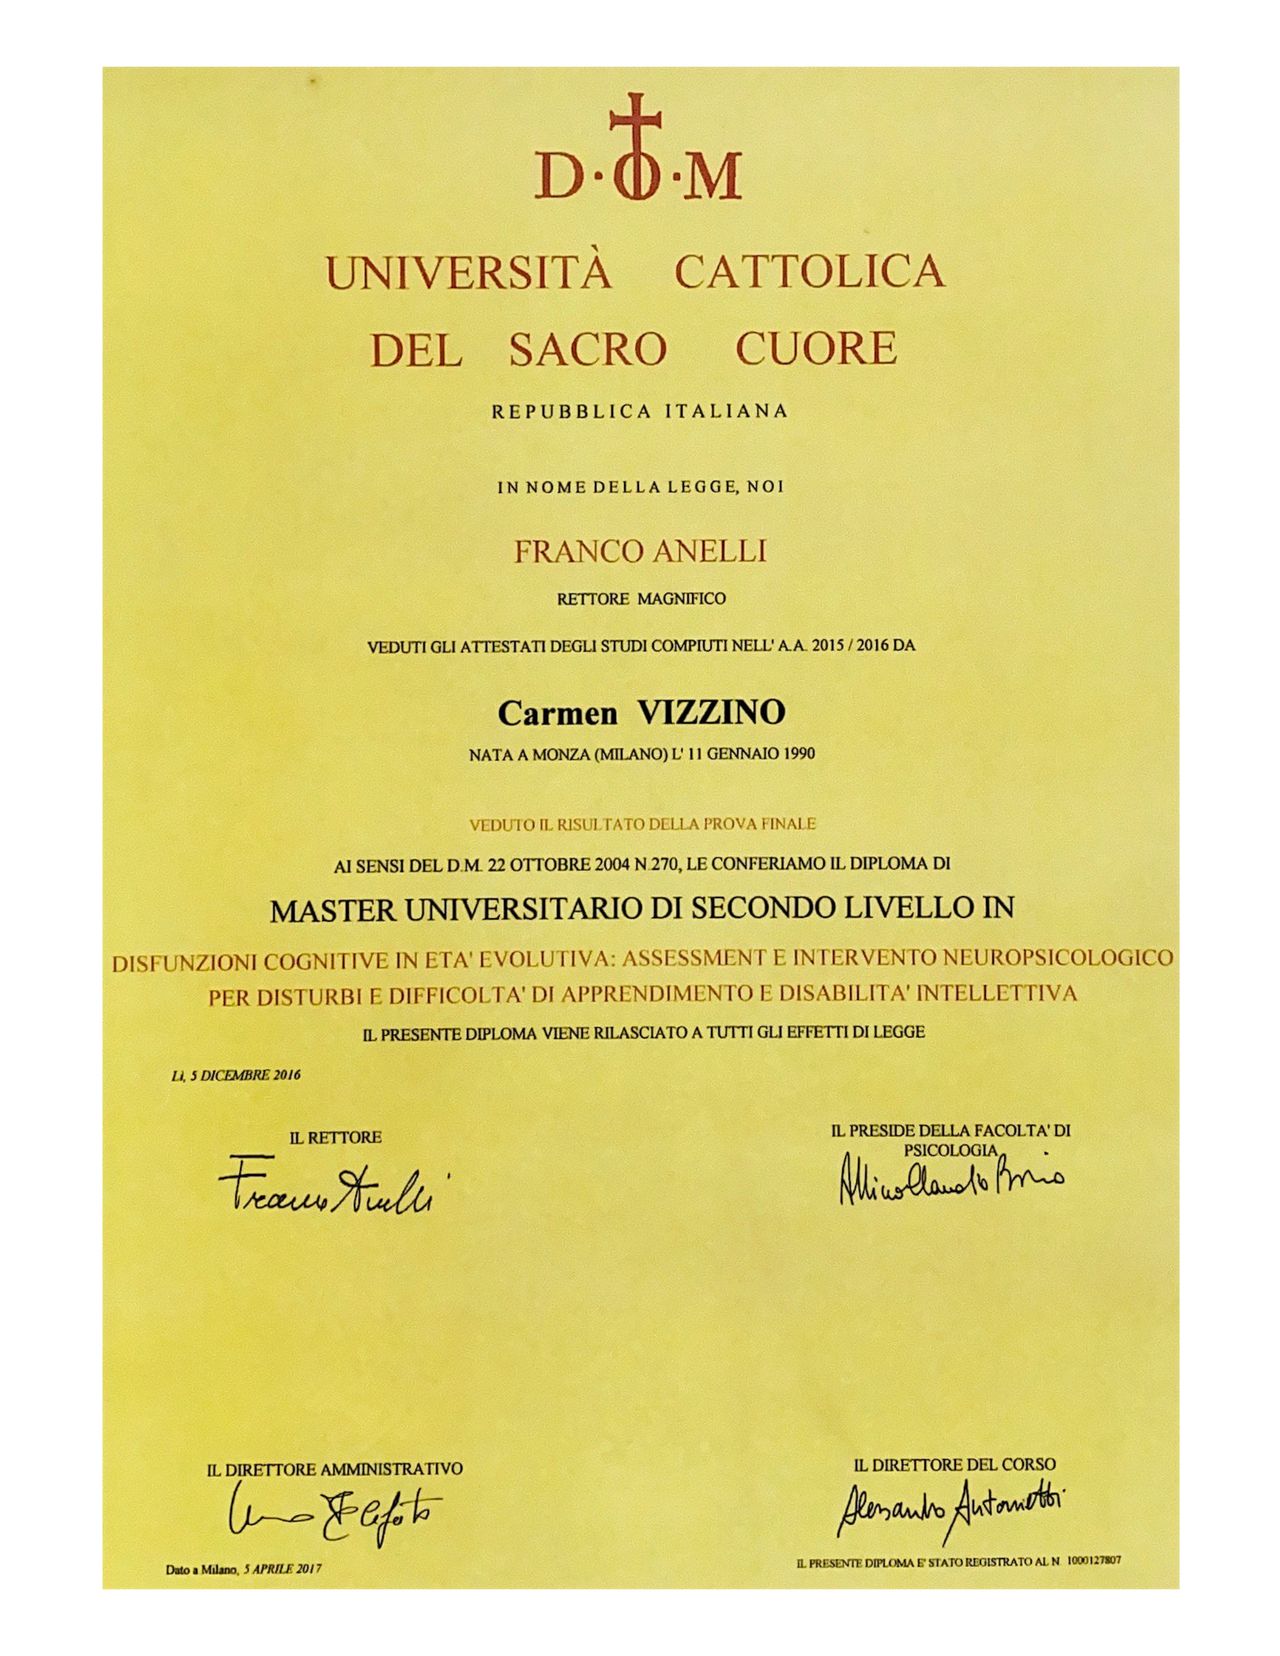 D·O·M
UNIVERSITÀ CATTOLICA
DEL SACRO CUORE
REPUBBLICA ITALIANA
IN NOME DELLA LEGGE, NOI
FRANCO ANELLI
RETTORE MAGNIFICO
VEDUTI GLI ATTESTATI DEGLI STUDI COMPIUTI NELL' A.A. 2015 / 2016 DA
Carmen VIZZINO
NATA A MONZA (MILANO) L' 11 GENNAIO 1990
VEDUTO IL RISULTATO DELLA PROVA FINALE
AI SENSI DEL D.M. 22 OTTOBRE 2004 N.270, LE CONFERIAMO IL DIPLOMA DI
MASTER UNIVERSITARIO DI SECONDO LIVELLO IN
DISFUNZIONI COGNITIVE IN ETA' EVOLUTIVA: ASSESSMENT E INTERVENTO NEUROPSICOLOGICO
PER DISTURBI E DIFFICOLTA' DI APPRENDIMENTO E DISABILITA' INTELLETTIVA
IL PRESENTE DIPLOMA VIENE RILASCIATO A TUTTI GLI EFFETTI DI LEGGE
Lì, 5 DICEMBRE 2016
IL RETTORE
Franco Anelli
IL PRESIDE DELLA FACOLTA' DI
PSICOLOGIA
IL DIRETTORE AMMINISTRATIVO
IL DIRETTORE DEL CORSO
Alessandro Antonietti
Dato a Milano, 5 APRILE 2017
IL PRESENTE DIPLOMA E' STATO REGISTRATO AL N. 1000127807